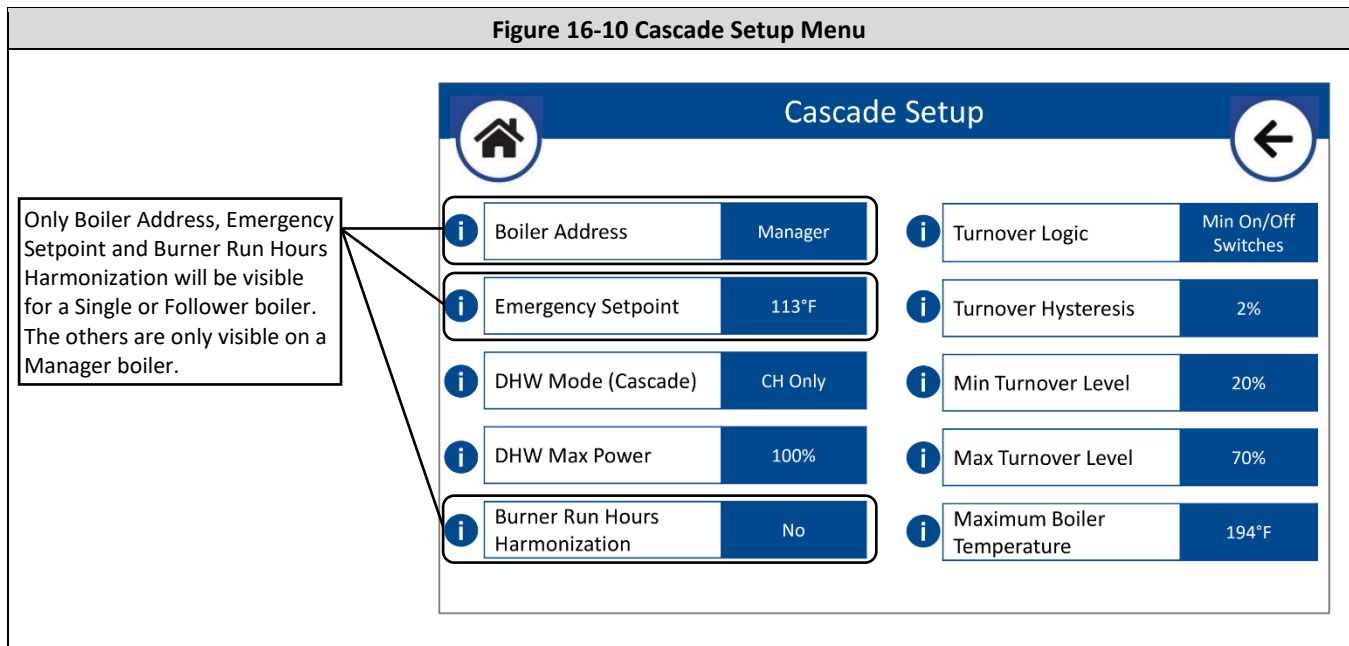 Figure 16-10 Cascade Setup Menu
Cascade Setup
Only Boiler Address, Emergency
Setpoint and Burner Run Hours
Harmonization will be visible
for a Single or Follower boiler.
The others are only visible on a
Manager boiler.
i Boiler Address Manager
i Emergency Setpoint 113°F
i DHW Mode (Cascade) CH Only
i DHW Max Power 100%
i Burner Run Hours
Harmonization No
i Turnover Logic Min On/Off
Switches
i Turnover Hysteresis 2%
i Min Turnover Level 20%
i Max Turnover Level 70%
i Maximum Boiler
Temperature 194°F